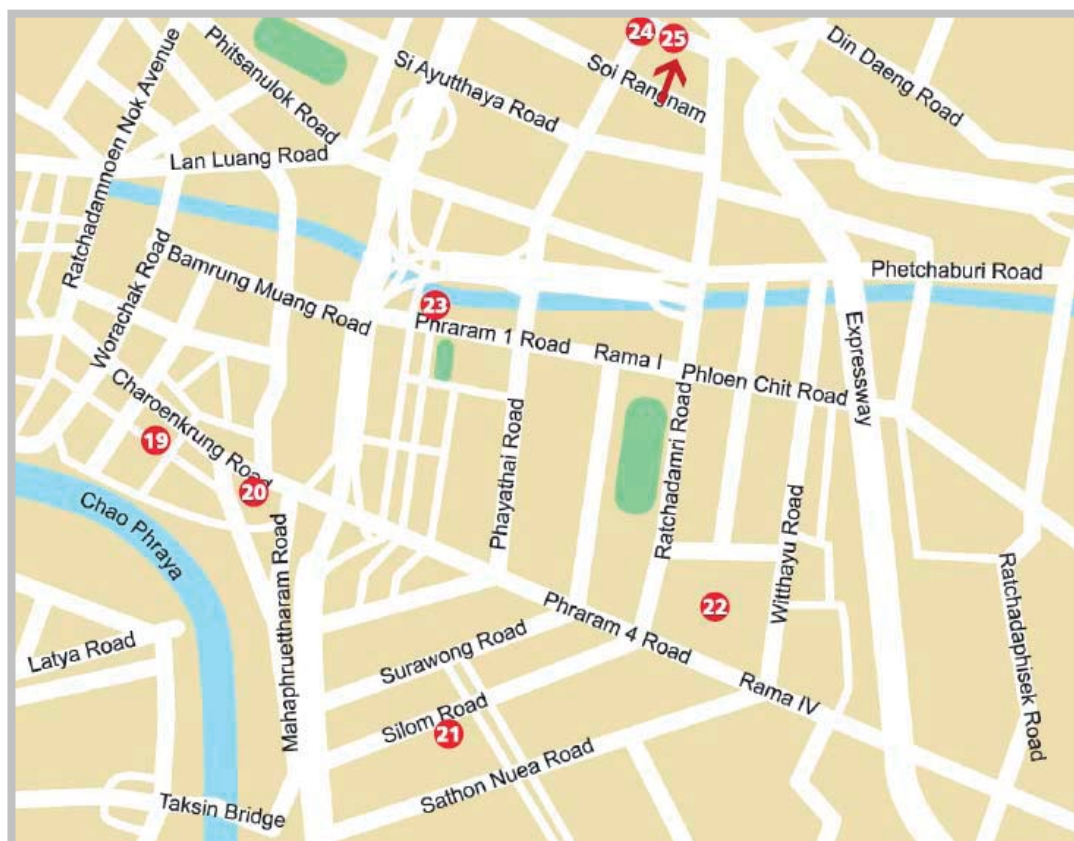 24
25
Phitsanulok Road
Si Ayutthaya Road
Soi Rangnam
Din Daeng Road
Ratchadamnoen Nok Avenue
Lan Luang Road
Worachak Road
Bamrung Muang Road
23
Phraram 1 Road
Rama I
Phloen Chit Road
Phetchaburi Road
Expressway
Charoenkrung Road
19
20
Phayathai Road
Ratchadamri Road
Witthayu Road
Chao Phraya
Mahaphruettharam Road
22
Ratchadaphisek Road
Latya Road
Surawong Road
Phraram 4 Road
Rama IV
Silom Road
21
Sathon Nuea Road
Taksin Bridge